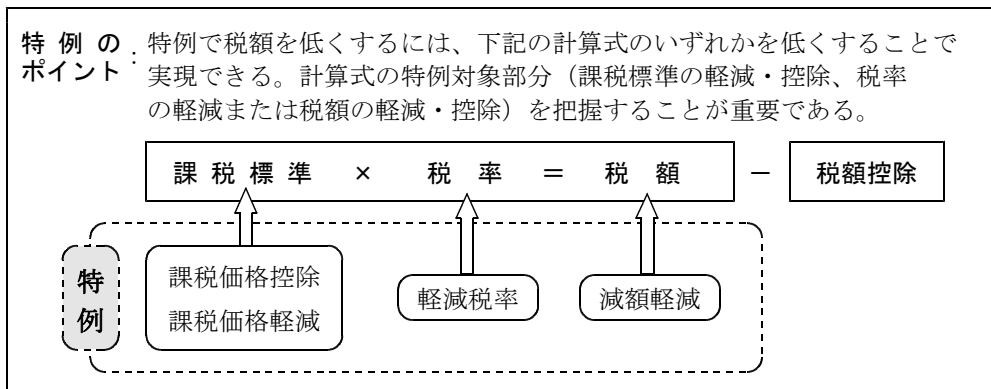 特例の
ポイント
:
特例で税額を低くするには、下記の計算式のいずれかを低くすることで
実現できる。計算式の特例対象部分（課税標準の軽減・控除、税率
の軽減または税額の軽減・控除）を把握することが重要である。
課税標準 × 税率 = 税額 － 税額控除
特例
課税価格控除
課税価格軽減
軽減税率
減額軽減